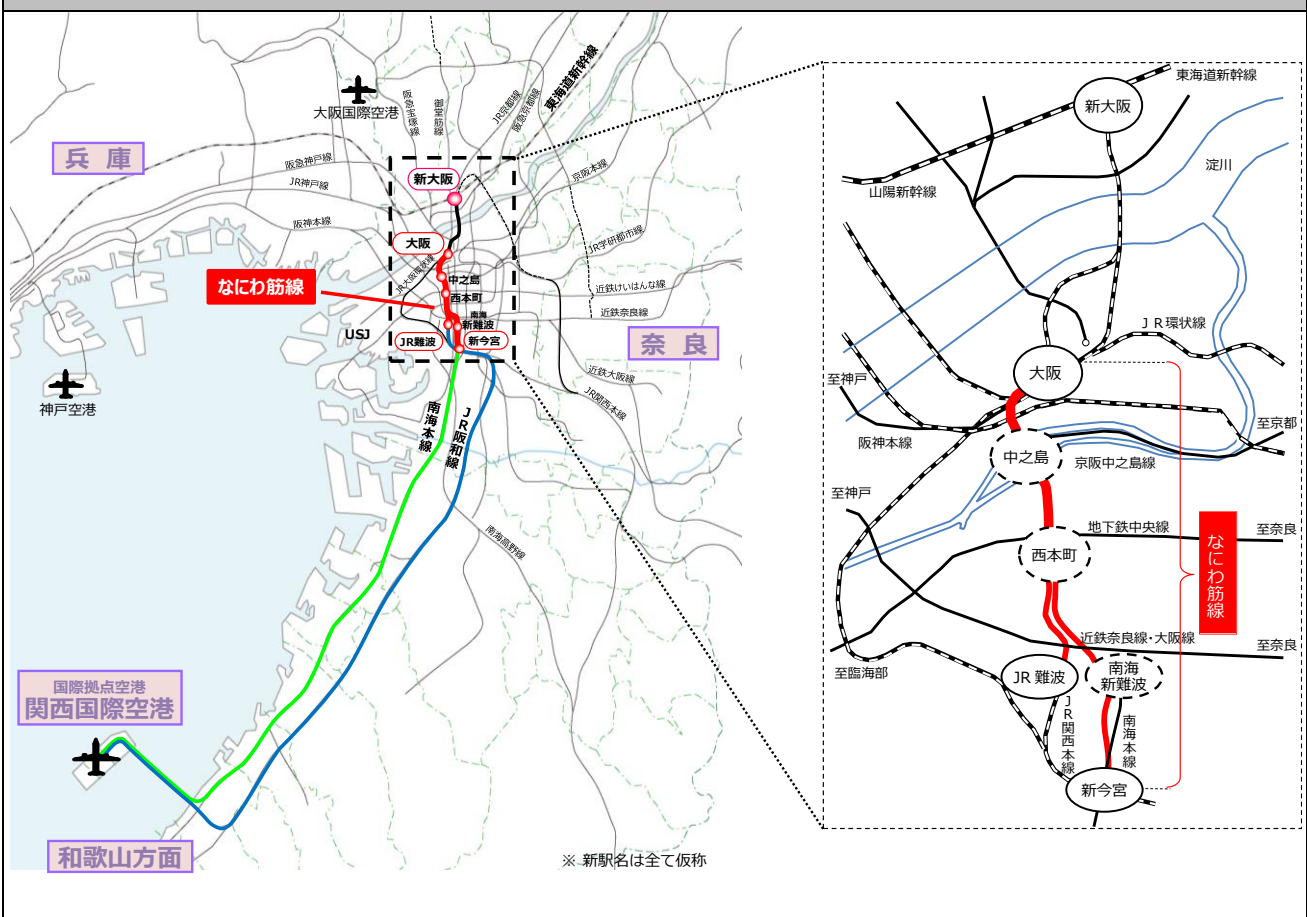 大阪国際空港
阪急宝塚線
御堂筋線
JR京都線
阪急京都線
東海道新幹線
兵 庫
阪急神戸線
JR神戸線
阪神本線
新大阪
京阪本線
大阪
JR大阪環状線
JR学研都市線
なにわ筋線
中之島
西本町
近鉄けいはんな線
近鉄奈良線
南海
新難波
USJ
JR難波
新今宮
奈 良
神戸空港
近鉄大阪線
JR関西本線
南海本線
JR阪和線
南海高野線
国際拠点空港
関西国際空港
和歌山方面
※ 新駅名は全て仮称
東海道新幹線
新大阪
山陽新幹線
淀川
JR環状線
大阪
至神戸
阪神本線
至京都
中之島
京阪中之島線
至神戸
地下鉄中央線
至奈良
西本町
なにわ筋線
近鉄奈良線・大阪線
至奈良
至臨海部
JR 難波
南海
新難波
JR関西本線
南海本線
新今宮